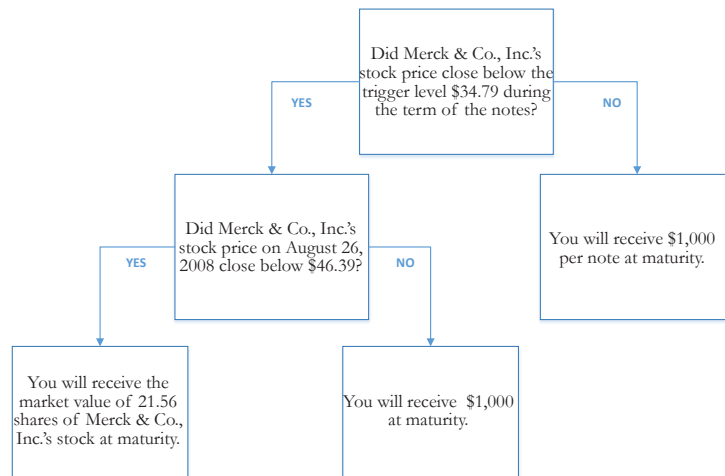 Did Merck & Co., Inc.'s
stock price close below the
trigger level $34.79 during
the term of the notes?
YES
NO
Did Merck & Co., Inc.'s
stock price on August 26,
2008 close below $46.39?
You will receive $1,000
per note at maturity.
YES
NO
You will receive the
market value of 21.56
shares of Merck & Co.,
Inc.'s stock at maturity.
You will receive $1,000
at maturity.